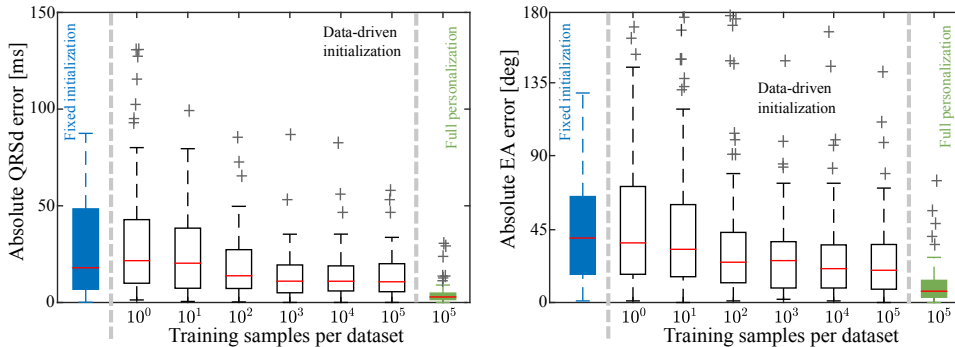 Absolute QRSd error [ms]
150
100
50
0
Fixed initialization
Data-driven
initialization
Full personalization
10^0 10^1 10^2 10^3 10^4 10^5 10^5
Training samples per dataset
Absolute EA error [deg]
180
135
90
45
0
Fixed initialization
Data-driven
initialization
Full personalization
10^0 10^1 10^2 10^3 10^4 10^5 10^5
Training samples per dataset